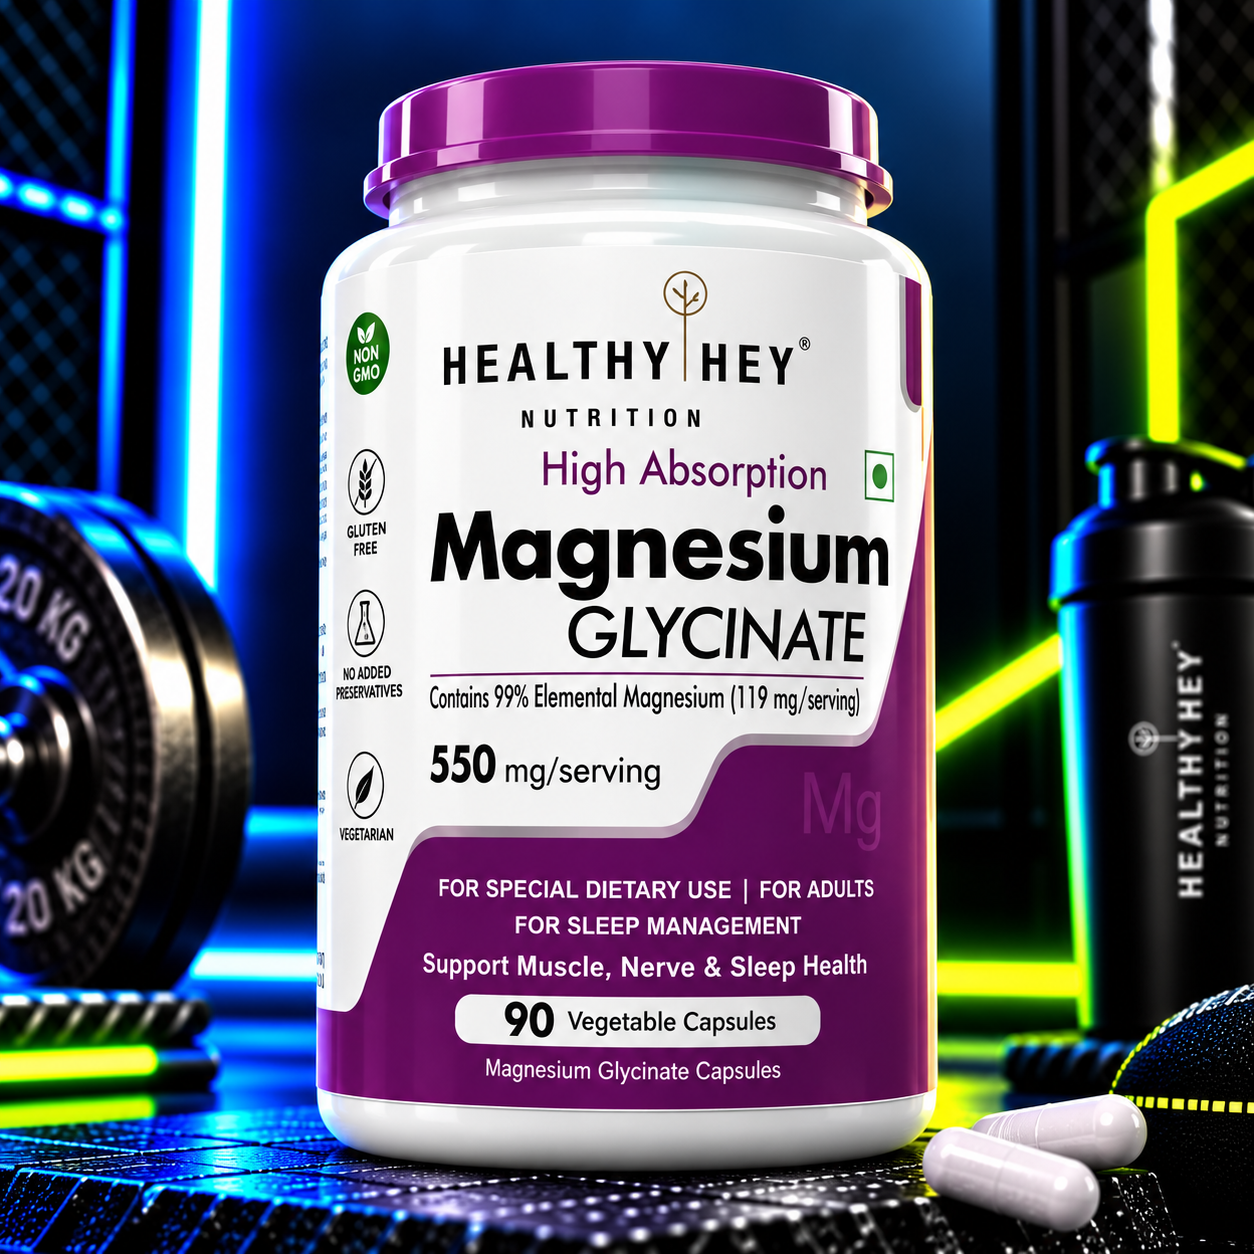 HEALTHY HEY®
NUTRITION
High Absorption
Magnesium
GLYCINATE
Contains 99% Elemental Magnesium (119 mg/serving)
550 mg/serving
Mg
FOR SPECIAL DIETARY USE | FOR ADULTS
FOR SLEEP MANAGEMENT
Support Muscle, Nerve & Sleep Health
90 Vegetable Capsules
Magnesium Glycinate Capsules
NON
GMO
GLUTEN
FREE
NO ADDED
PRESERVATIVES
VEGETARIAN
20 KG
20 KG
HEALTHY HEY
NUTRITION